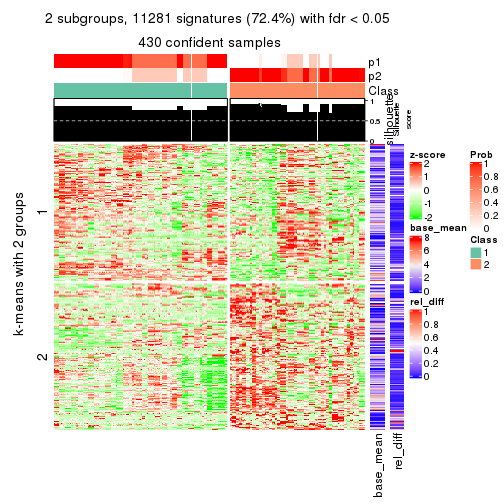 2 subgroups, 11281 signatures (72.4%) with fdr < 0.05
430 confident samples
p1
p2
Class
1
0.5
0
silhouette
Silhouette
score
k-means with 2 groups
1
2
base_mean
rel_diff
z-score
2
1
0
-1
-2
base_mean
8
6
4
2
0
rel_diff
1
0.8
0.6
0.4
0.2
0
Prob
1
0.8
0.6
0.4
0.2
0
Class
1
2